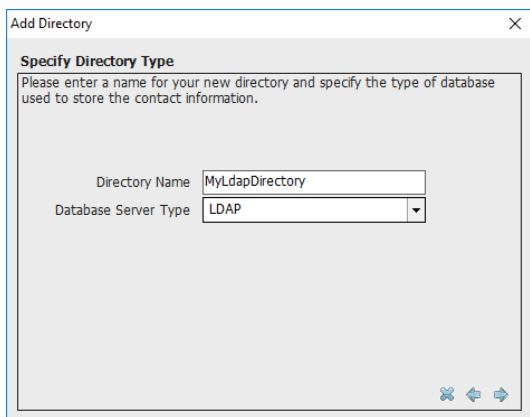 Add Directory
Specify Directory Type
Please enter a name for your new directory and specify the type of database
used to store the contact information.
Directory Name MyLdapDirectory
Database Server Type LDAP